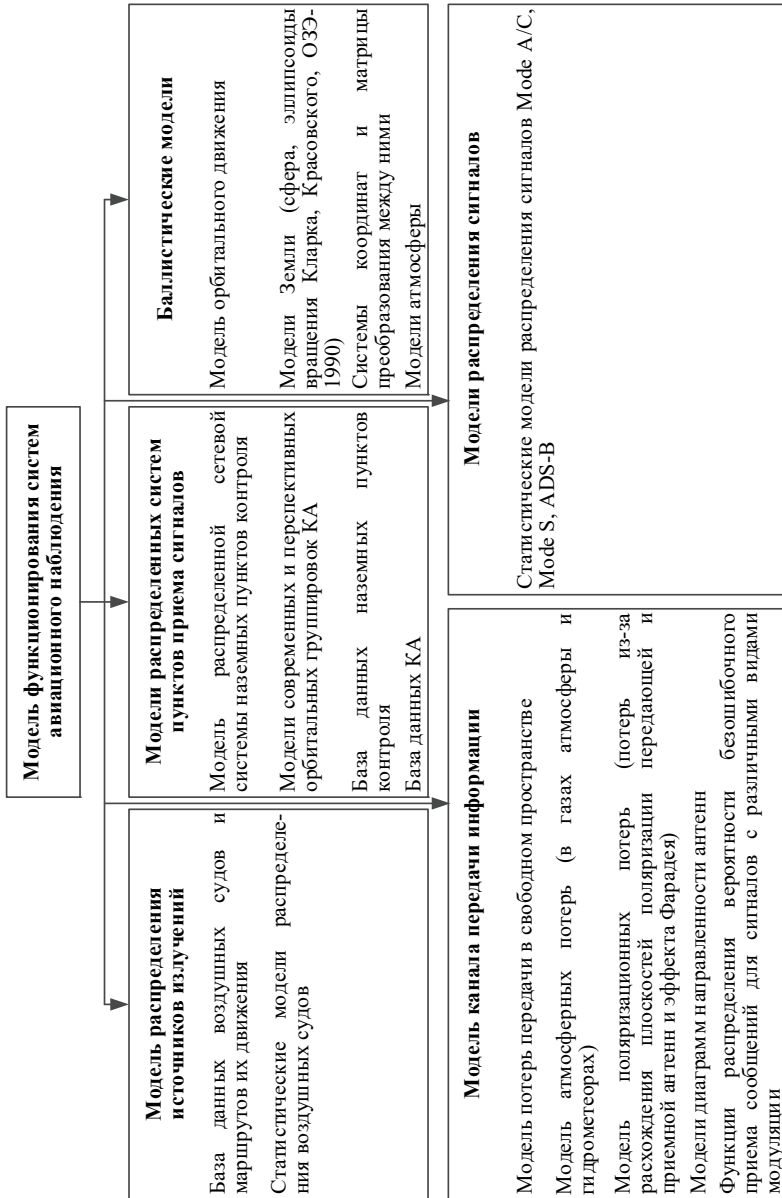 Модель функционирования систем
авиационного наблюдения
Модель распределения
источников излучений
База данных воздушных судов и
маршрутов их движения
Статистические модели распределе-
ния воздушных судов
Модели распределенных систем
пунктов приема сигналов
Модель распределенной сетевой
системы наземных пунктов контроля
Модели современных и перспективных
орбитальных группировок КА
База данных наземных пунктов
контроля
База данных КА
Баллистические модели
Модель орбитального движения
Модели Земли (сфера, эллипсоиды
вращения Кларка, Красовского, ОЗЭ-
1990)
Системы координат и матрицы
преобразования между ними
Модели атмосферы
Модель канала передачи информации
Модель потерь передачи в свободном пространстве
Модель атмосферных потерь (в газах атмосферы и
гидрометеорах)
Модель поляризационных потерь (потерь из-за
расхождения плоскостей поляризации передающей и
приемной антенн и эффекта Фарадея)
Модели диаграмм направленности антенн
Функции распределения вероятности безошибочного
приема сообщений для сигналов с различными видами
модуляции
Модели распределения сигналов
Статистические модели распределения сигналов Mode A/C,
Mode S, ADS-B